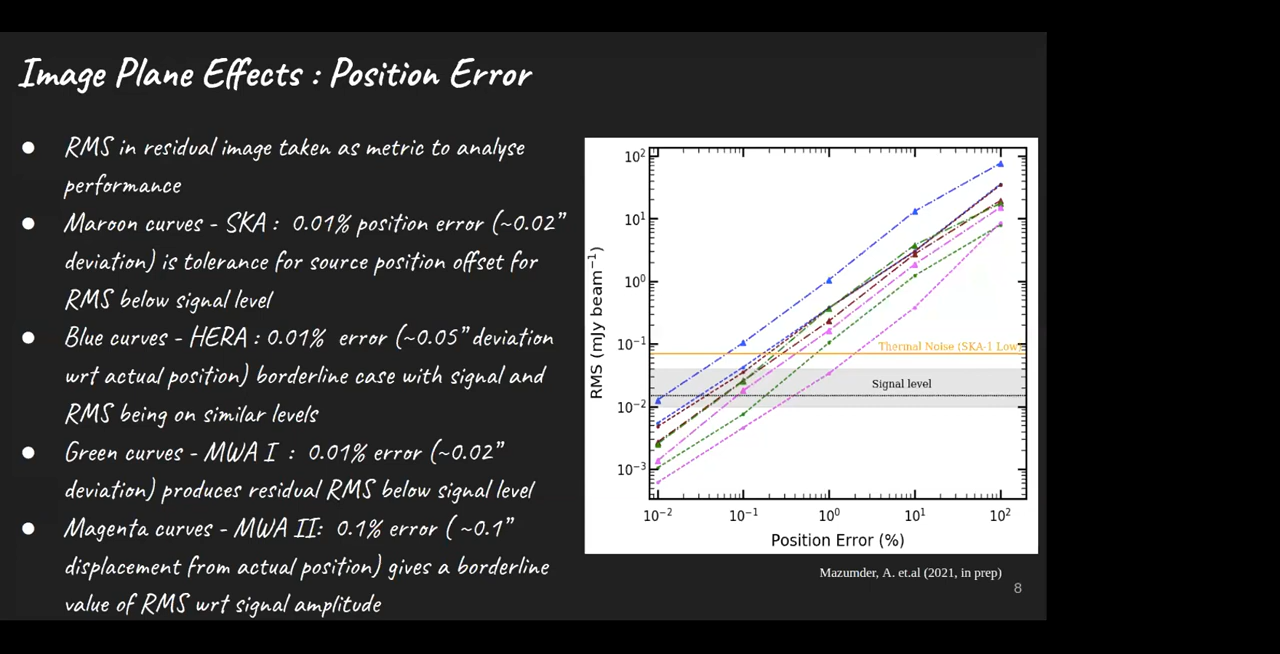 Image Plane Effects : Position Error
● RMS in residual image taken as metric to analyse
performance
● Maroon curves - SKA : 0.01% position error (~0.02”
deviation) is tolerance for source position offset for
RMS below signal level
● Blue curves - HERA : 0.01% error (~0.05” deviation
wrt actual position) borderline case with signal and
RMS being on similar levels
● Green curves - MWA I : 0.01% error (~0.02”
deviation) produces residual RMS below signal level
● Magenta curves - MWA II: 0.1% error ( ~0.1”
displacement from actual position) gives a borderline
value of RMS wrt signal amplitude
RMS (mJy beam⁻¹)
10²
10¹
10⁰
10⁻¹
10⁻²
10⁻³
Thermal Noise (SKA-1 Low)
Signal level
10⁻² 10⁻¹ 10⁰ 10¹ 10²
Position Error (%)
Mazumder, A. et.al (2021, in prep)
8